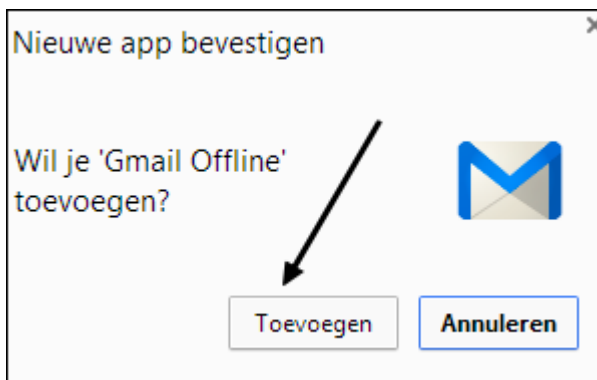 Nieuwe app bevestigen
Wil je 'Gmail Offline'
toevoegen?
Toevoegen
Annuleren